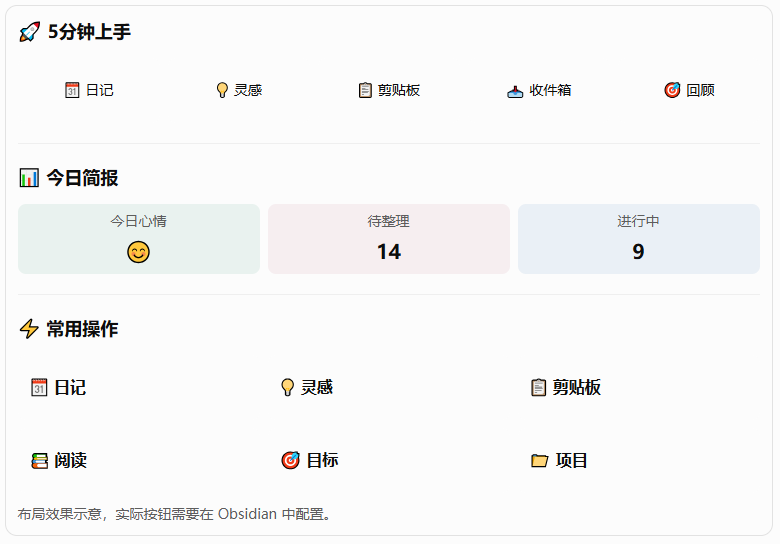 5分钟上手
日记 灵感 剪贴板 收件箱 回顾
今日简报
今日心情 待整理 进行中
14 9
常用操作
日记 灵感 剪贴板
阅读 目标 项目
布局效果示意，实际按钮需要在 Obsidian 中配置。